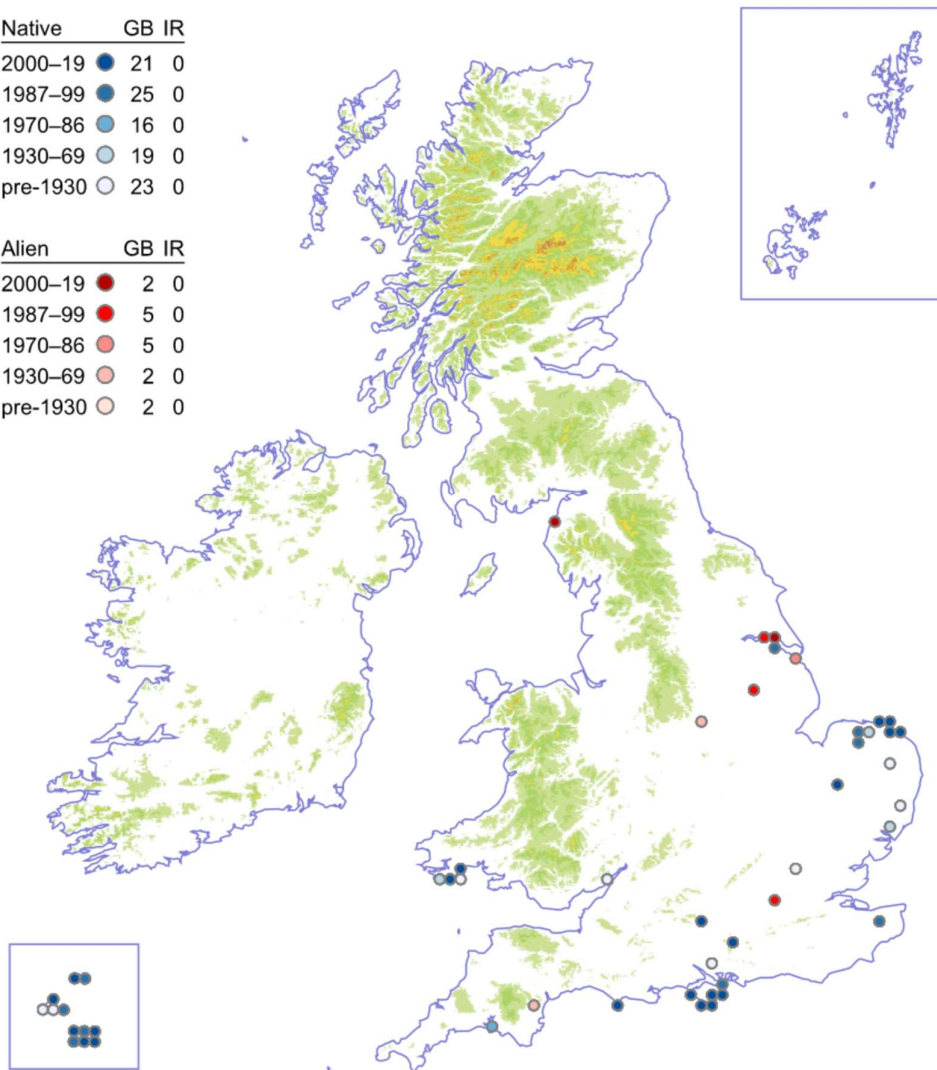 Native GB IR
2000–19 21 0
1987–99 25 0
1970–86 16 0
1930–69 19 0
pre-1930 23 0
Alien GB IR
2000–19 2 0
1987–99 5 0
1970–86 5 0
1930–69 2 0
pre-1930 2 0